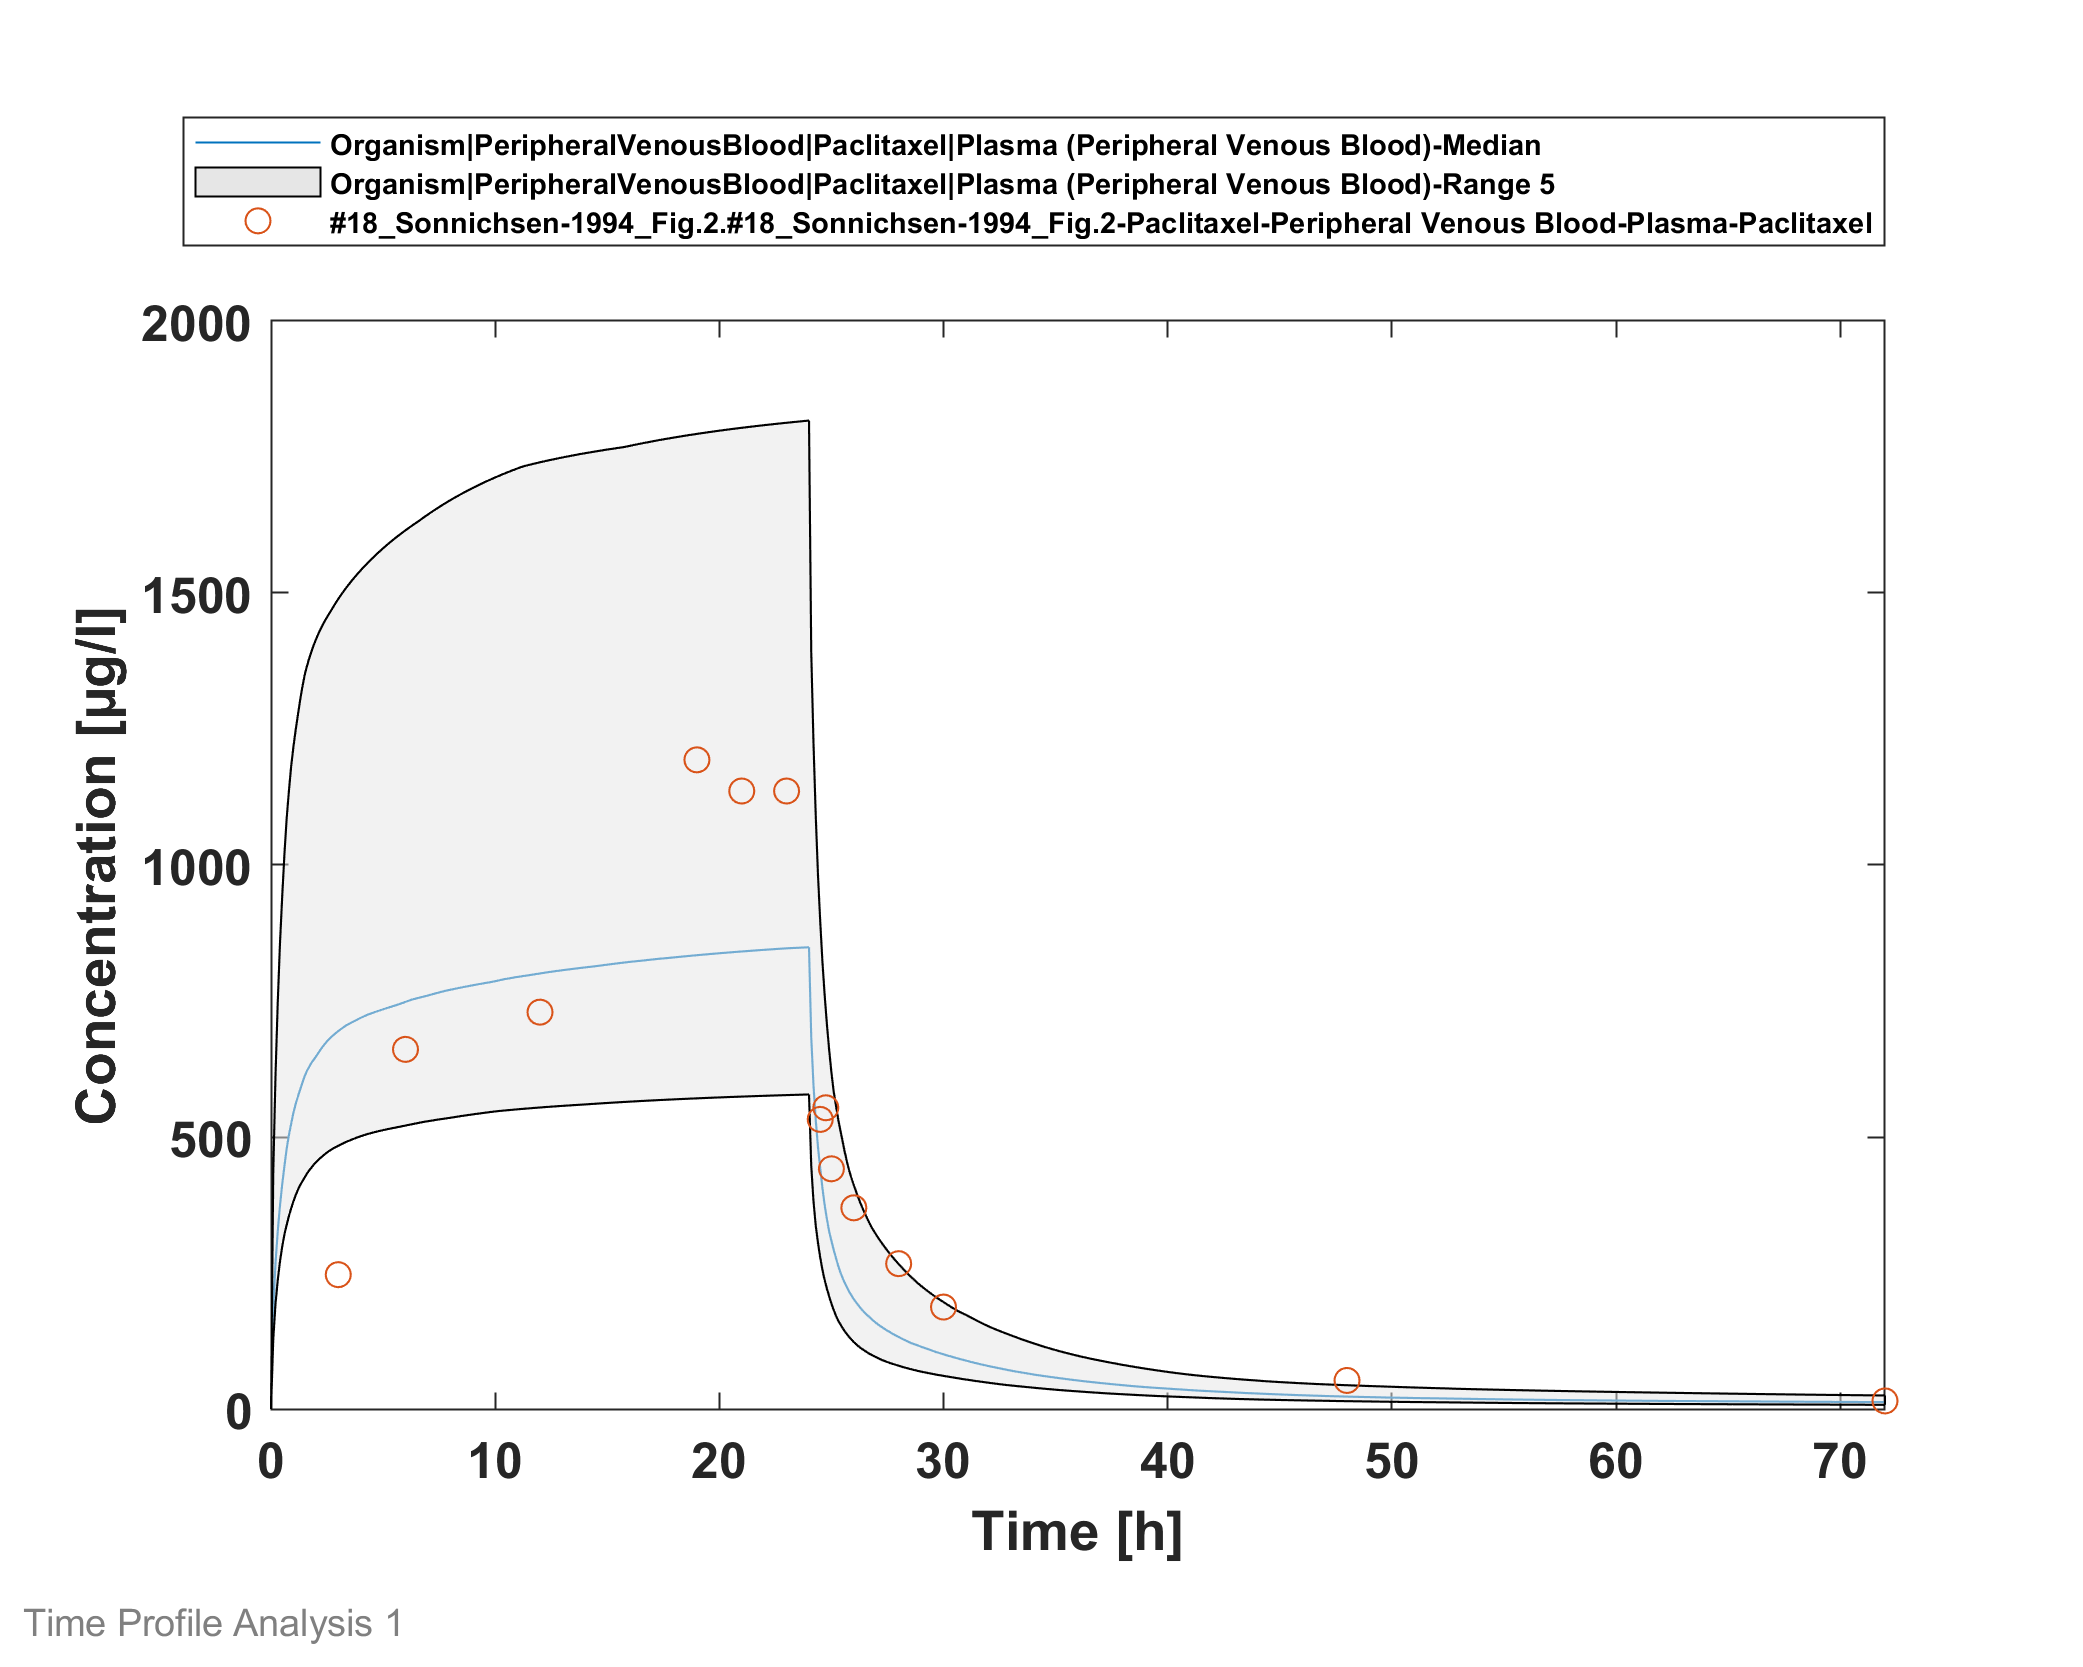 Organism|PeripheralVenousBlood|Paclitaxel|Plasma (Peripheral Venous Blood)-Median
Organism|PeripheralVenousBlood|Paclitaxel|Plasma (Peripheral Venous Blood)-Range 5
#18_Sonnichsen-1994_Fig.2.#18_Sonnichsen-1994_Fig.2-Paclitaxel-Peripheral Venous Blood-Plasma-Paclitaxel
2000
1500
1000
500
0
Concentration [µg/l]
0 10 20 30 40 50 60 70
Time [h]
Time Profile Analysis 1